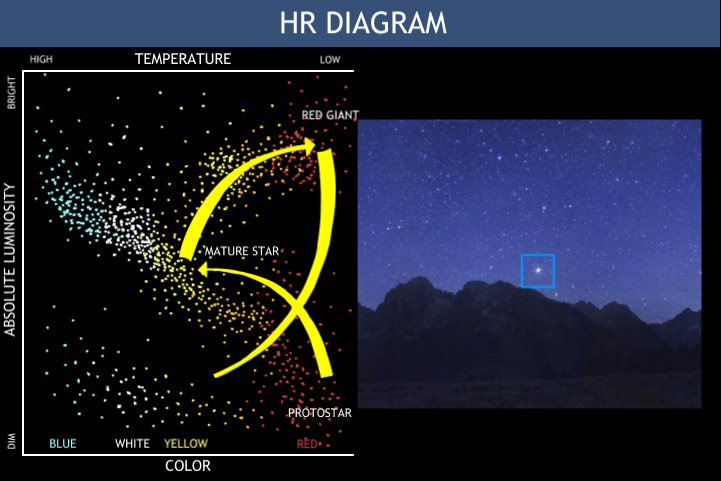 HR DIAGRAM
HIGH
TEMPERATURE
LOW
BRIGHT
RED GIANT
ABSOLUTE LUMINOSITY
MATURE STAR
PROTOSTAR
DIM
BLUE
WHITE
YELLOW
RED
COLOR